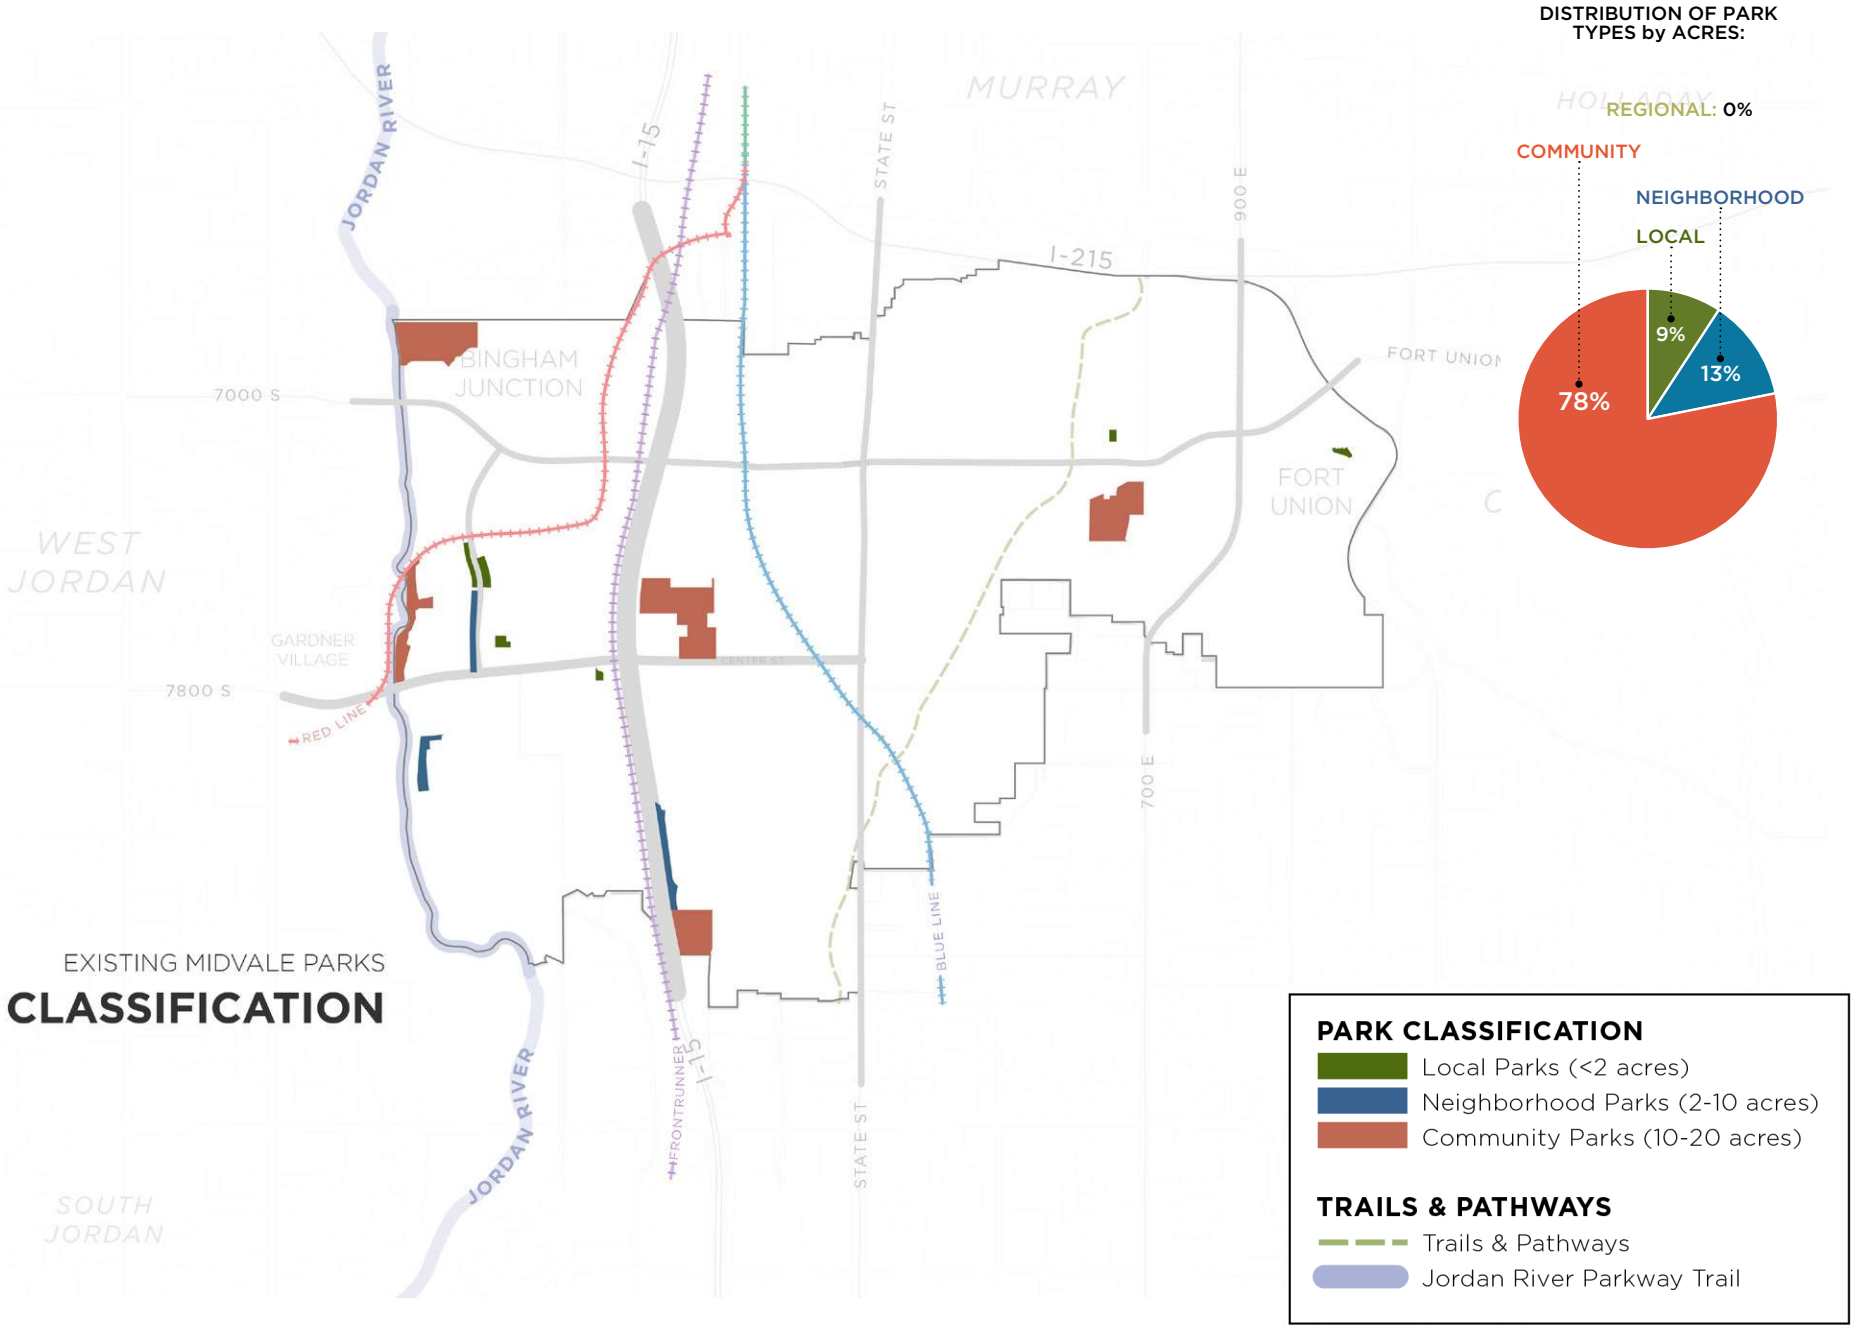 DISTRIBUTION OF PARK
TYPES by ACRES:
HOLLADAY
REGIONAL: 0%
COMMUNITY
NEIGHBORHOOD
LOCAL
9%
13%
78%
MURRAY
JORDAN RIVER
I-15
STATE ST
900 E
I-215
BINGHAM
JUNCTION
7000 S
FORT UNION
FORT
UNION
C
WEST
JORDAN
GARDNER
VILLAGE
CENTER ST
7800 S
RED LINE
700 E
BLUE LINE
EXISTING MIDVALE PARKS
CLASSIFICATION
FRONTRUNNER
I-15
STATE ST
JORDAN RIVER
SOUTH
JORDAN
PARK CLASSIFICATION
Local Parks (<2 acres)
Neighborhood Parks (2-10 acres)
Community Parks (10-20 acres)
TRAILS & PATHWAYS
Trails & Pathways
Jordan River Parkway Trail